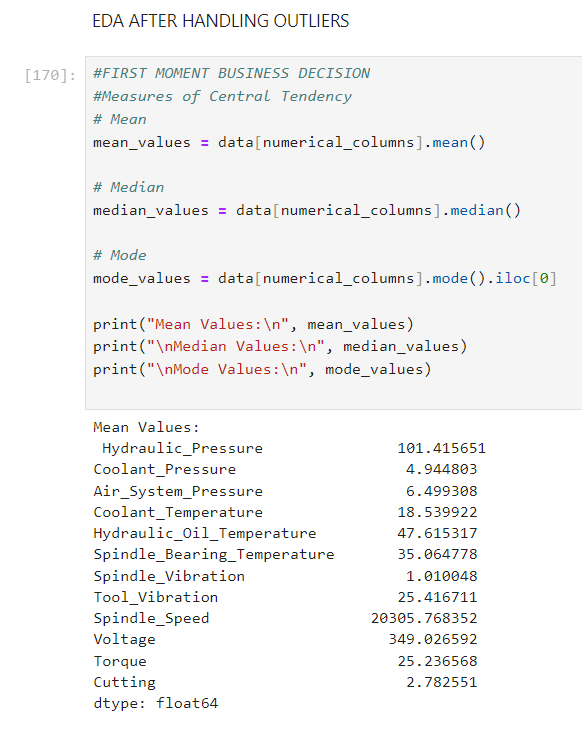 EDA AFTER HANDLING OUTLIERS
[170]: #FIRST MOMENT BUSINESS DECISION
#Measures of Central Tendency
# Mean
mean_values = data[numerical_columns].mean()
# Median
median_values = data[numerical_columns].median()
# Mode
mode_values = data[numerical_columns].mode().iloc[0]
print("Mean Values:\n", mean_values)
print("\nMedian Values:\n", median_values)
print("\nMode Values:\n", mode_values)
Mean Values:
Hydraulic_Pressure 101.415651
Coolant_Pressure 4.944803
Air_System_Pressure 6.499308
Coolant_Temperature 18.539922
Hydraulic_Oil_Temperature 47.615317
Spindle_Bearing_Temperature 35.064778
Spindle_Vibration 1.010048
Tool_Vibration 25.416711
Spindle_Speed 20305.768352
Voltage 349.026592
Torque 25.236568
Cutting 2.782551
dtype: float64